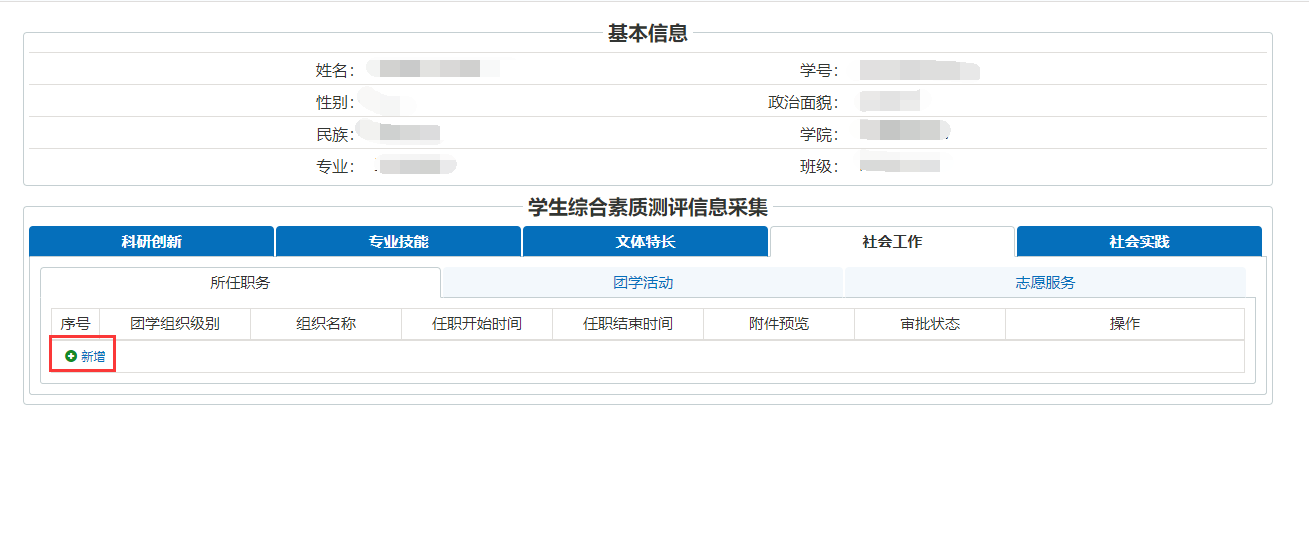 基本信息
姓名： 学号：
性别： 政治面貌：
民族： 学院：
专业： 班级：
学生综合素质测评信息采集
科研创新 专业技能 文体特长 社会工作 社会实践
所任职务 团学活动 志愿服务
序号 团学组织级别 组织名称 任职开始时间 任职结束时间 附件预览 审批状态 操作
新增